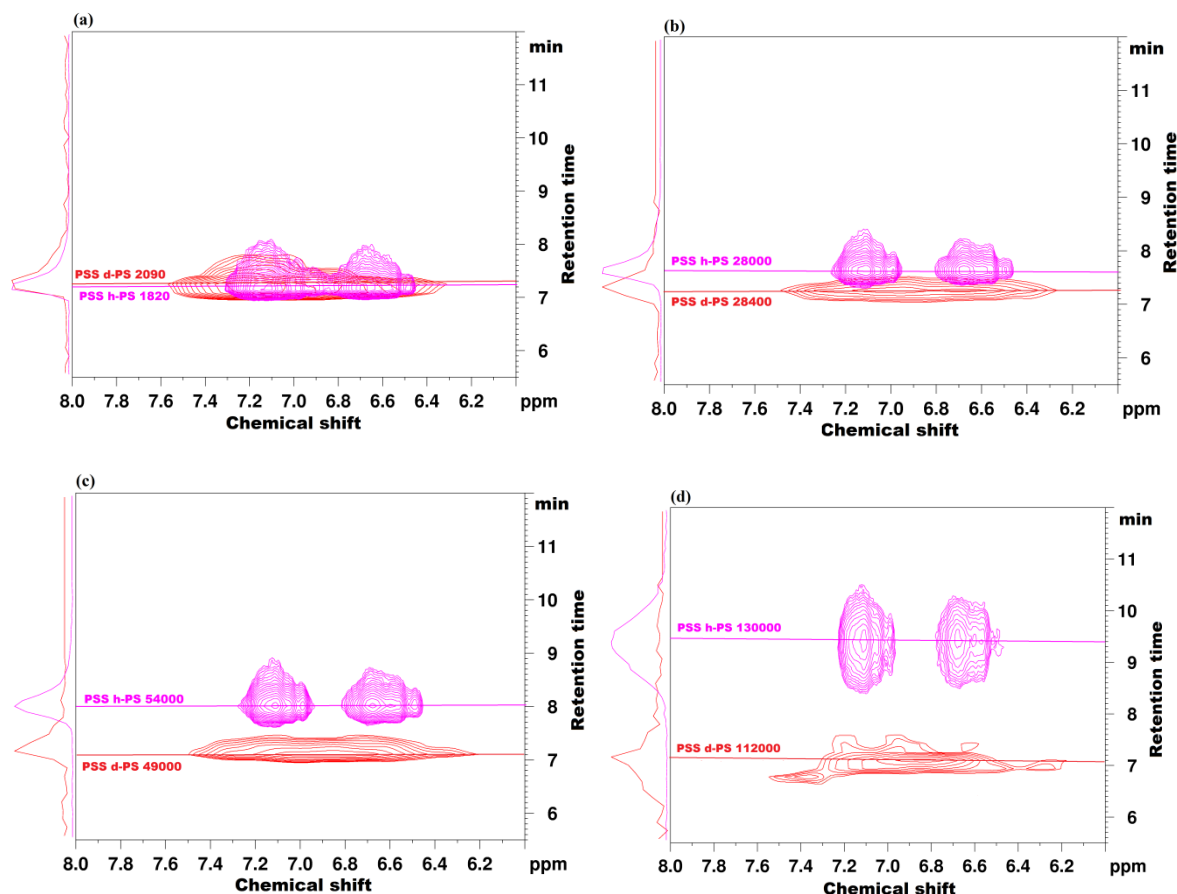 (a)
min
11
10
9
8
7
6
Retention time
PSS d-PS 2090
PSS h-PS 1820
8.0 7.8 7.6 7.4 7.2 7.0 6.8 6.6 6.4 6.2 ppm
Chemical shift
(b)
min
11
10
9
8
7
6
Retention time
PSS h-PS 28000
PSS d-PS 28400
8.0 7.8 7.6 7.4 7.2 7.0 6.8 6.6 6.4 6.2 ppm
Chemical shift
(c)
min
11
10
9
8
7
6
Retention time
PSS h-PS 54000
PSS d-PS 49000
8.0 7.8 7.6 7.4 7.2 7.0 6.8 6.6 6.4 6.2 ppm
Chemical shift
(d)
min
11
10
9
8
7
6
Retention time
PSS h-PS 130000
PSS d-PS 112000
8.0 7.8 7.6 7.4 7.2 7.0 6.8 6.6 6.4 6.2 ppm
Chemical shift